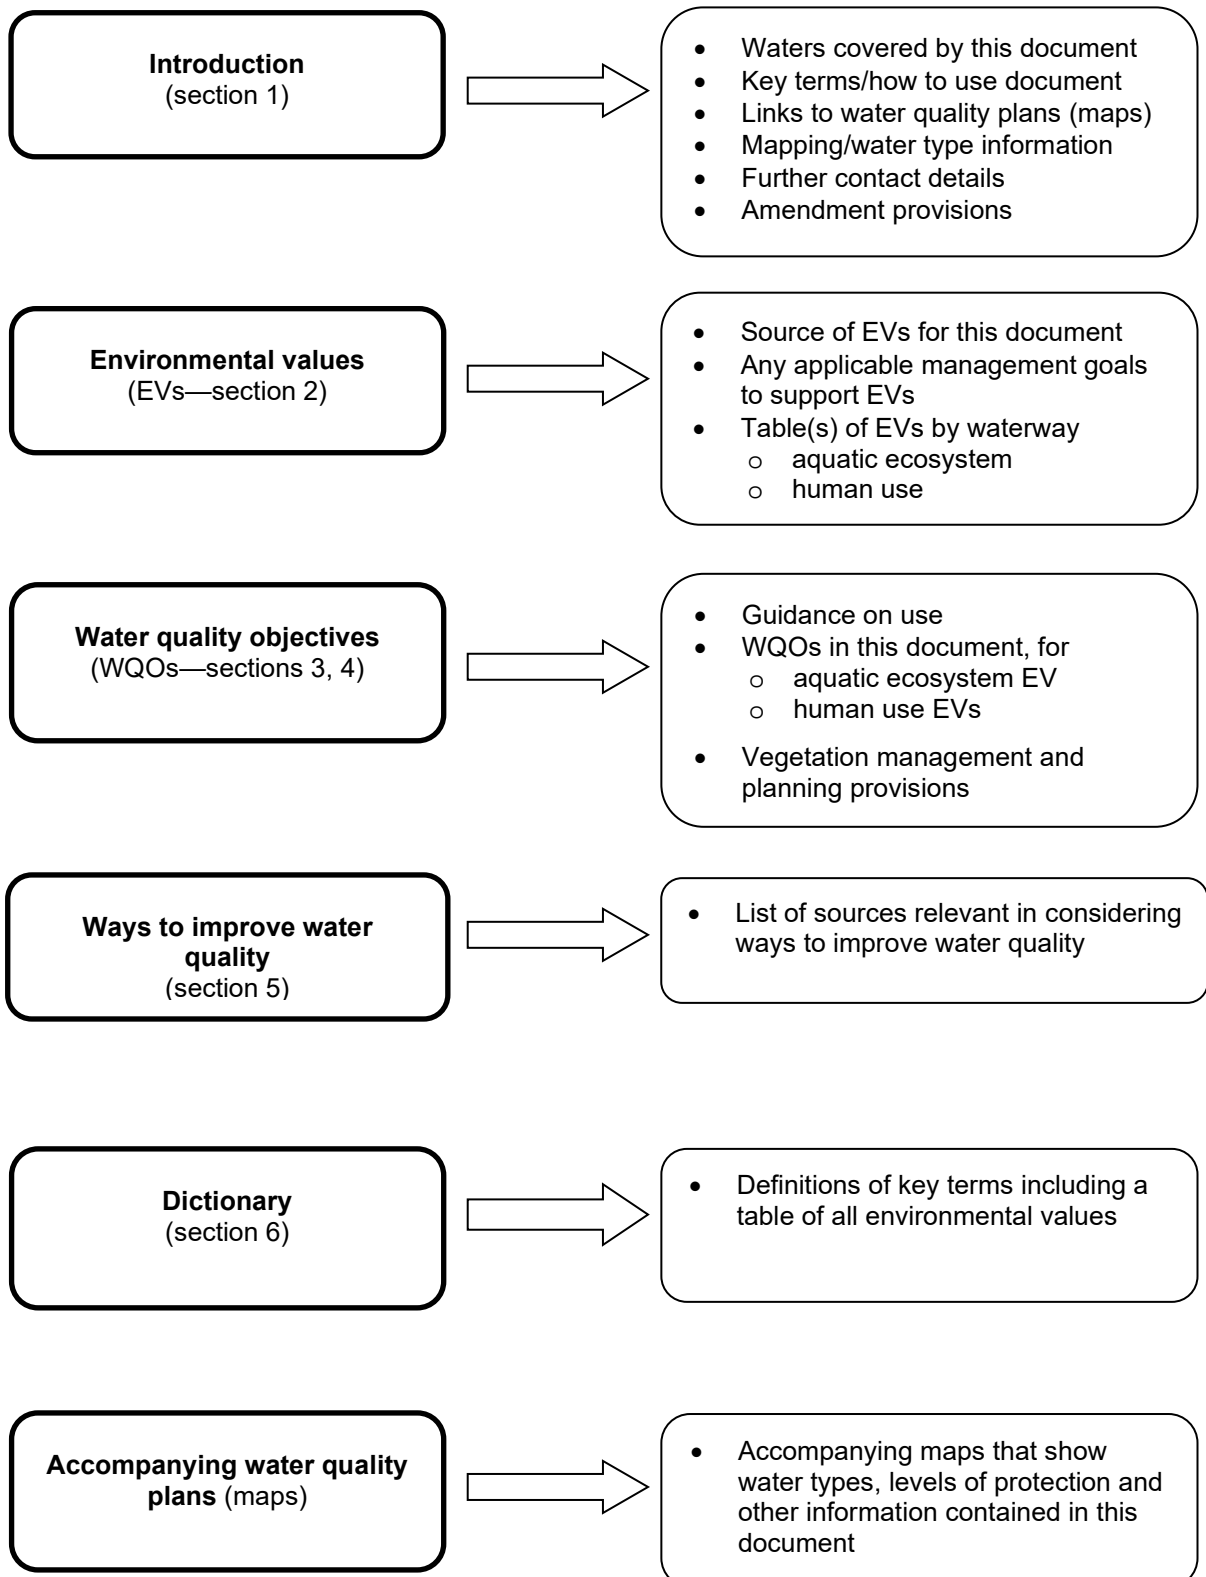 Introduction
(section 1)
• Waters covered by this document
• Key terms/how to use document
• Links to water quality plans (maps)
• Mapping/water type information
• Further contact details
• Amendment provisions
Environmental values
(EVs—section 2)
• Source of EVs for this document
• Any applicable management goals
to support EVs
• Table(s) of EVs by waterway
o aquatic ecosystem
o human use
Water quality objectives
(WQOs—sections 3, 4)
• Guidance on use
• WQOs in this document, for
o aquatic ecosystem EV
o human use EVs
• Vegetation management and
planning provisions
Ways to improve water
quality
(section 5)
• List of sources relevant in considering
ways to improve water quality
Dictionary
(section 6)
• Definitions of key terms including a
table of all environmental values
Accompanying water quality
plans (maps)
• Accompanying maps that show
water types, levels of protection and
other information contained in this
document